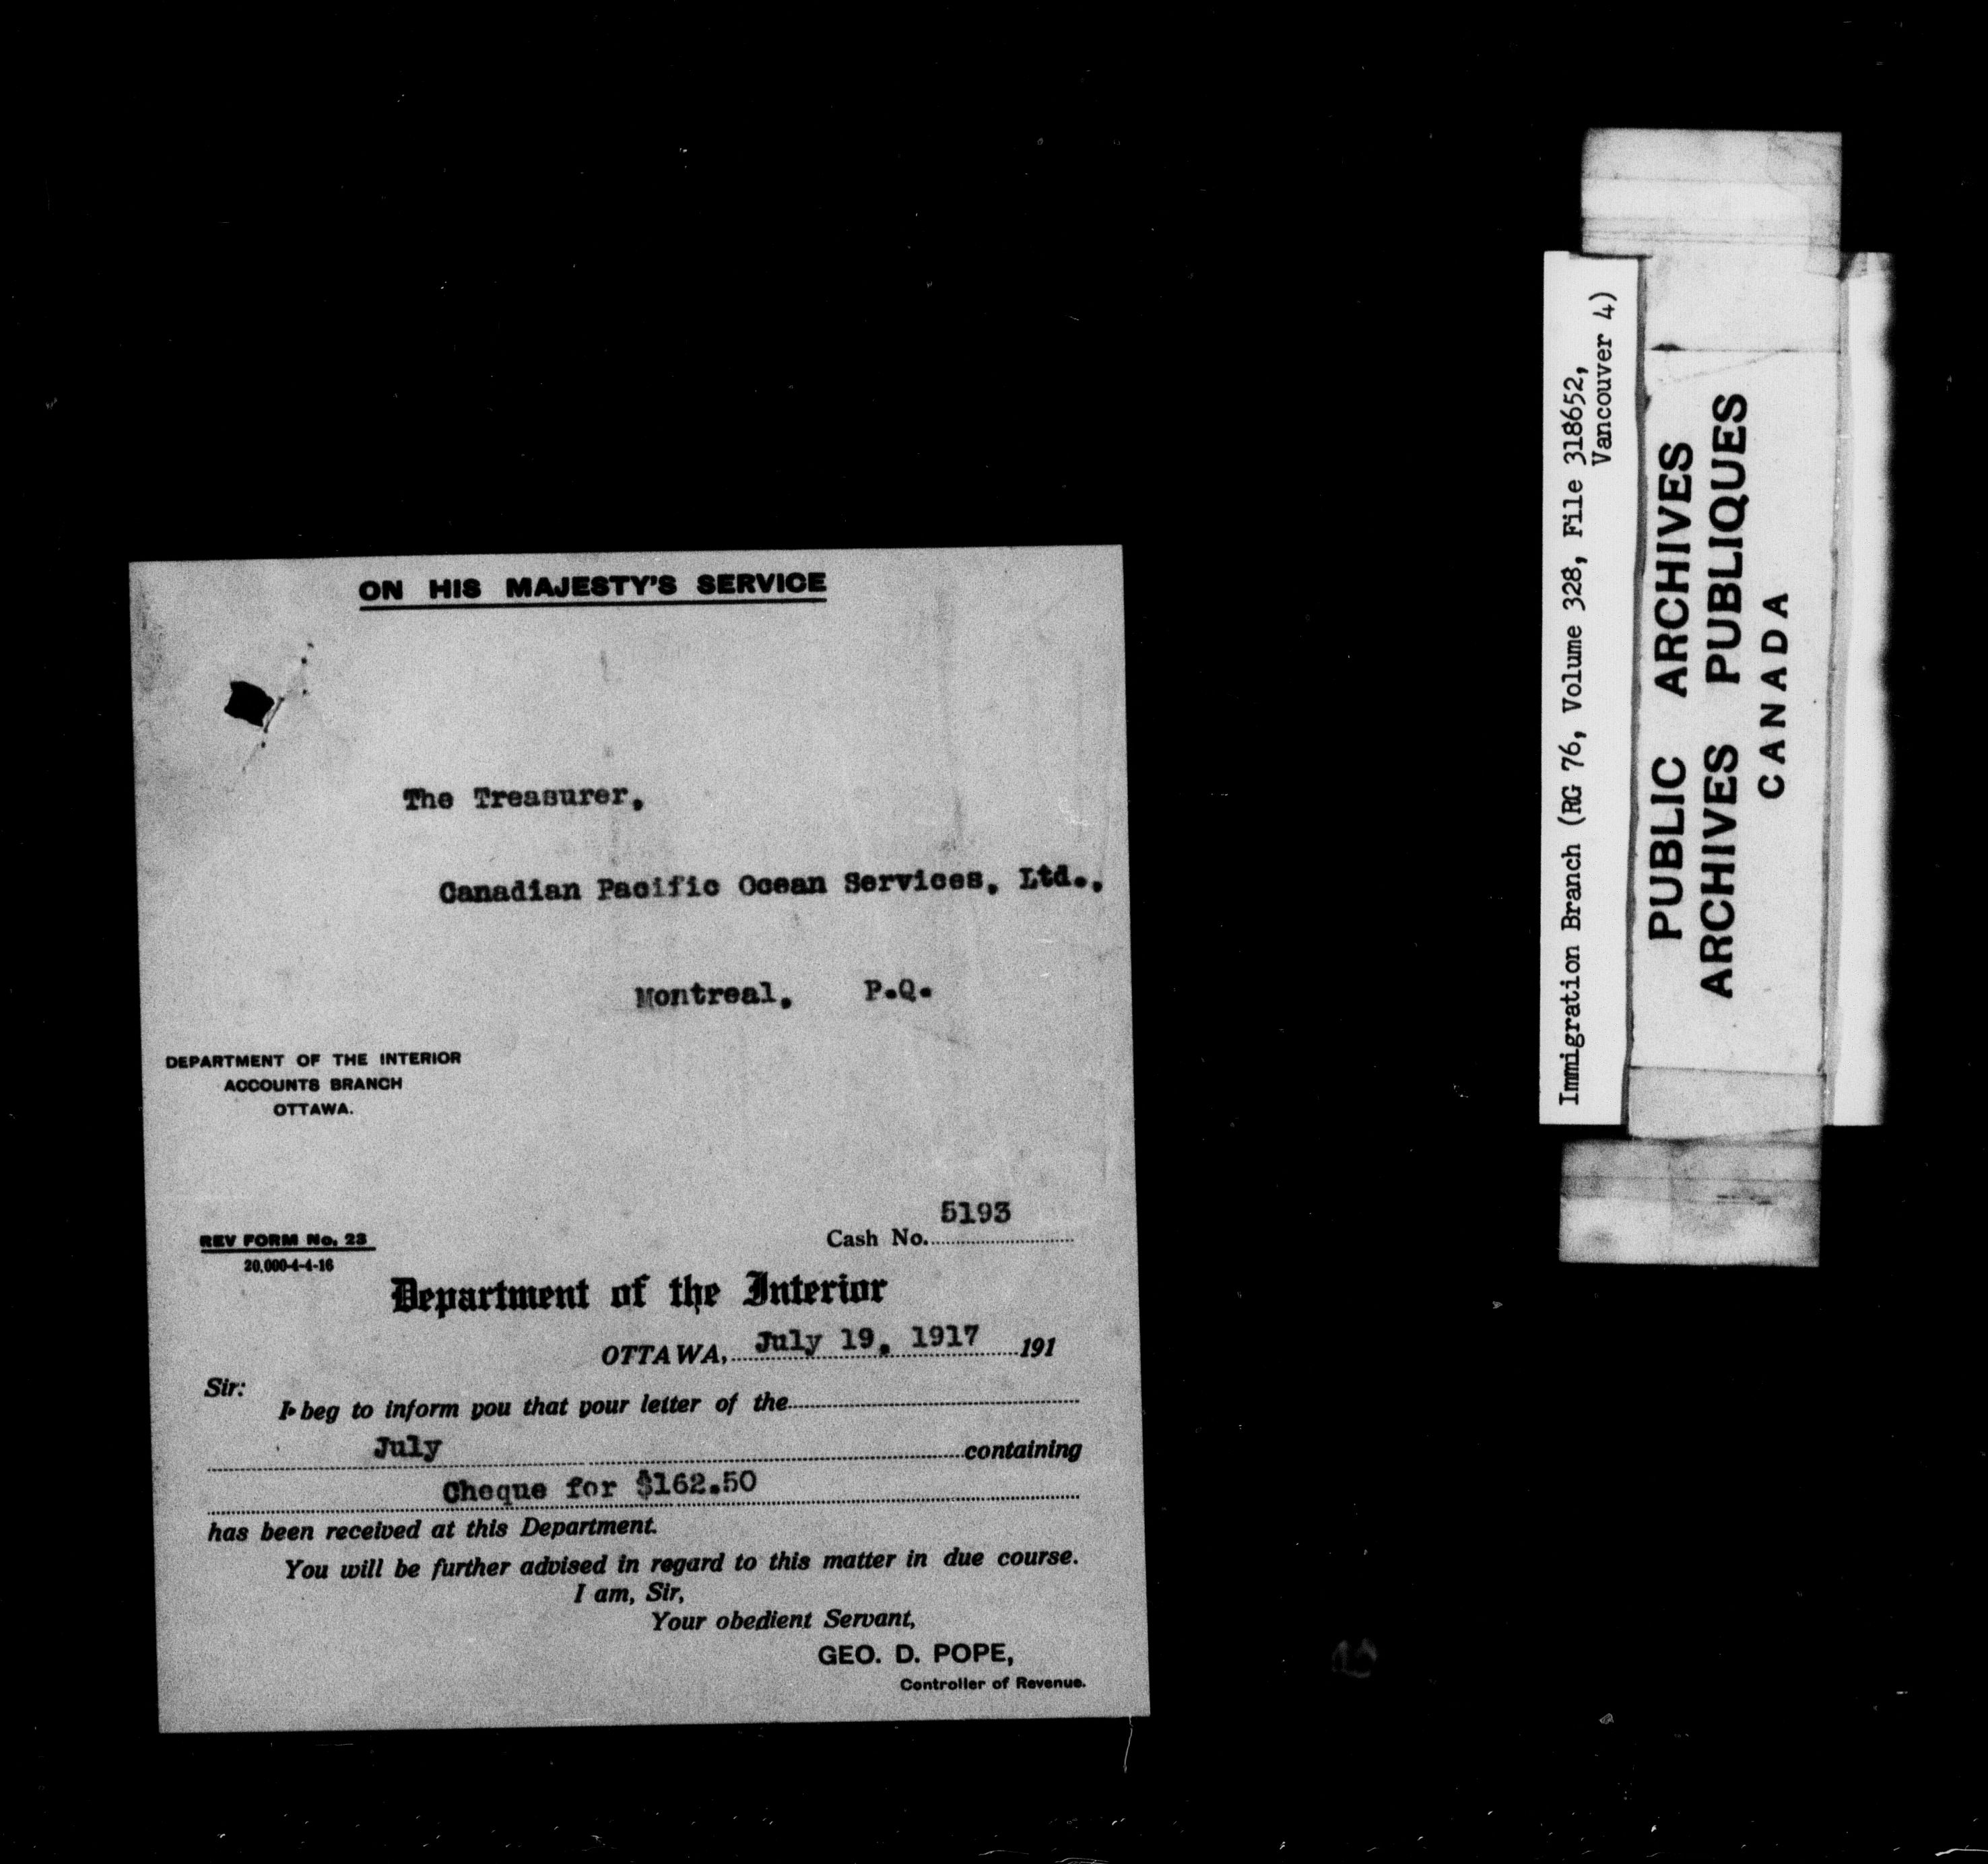 ON HIS MAJESTY'S SERVICE
The Treasurer,
Canadian Pacific Ocean Services, Ltd.,
Montreal, P.Q.
DEPARTMENT OF THE INTERIOR
ACCOUNTS BRANCH
OTTAWA.
5193
REV FORM No. 23
Cash No.
20,000-4-4-16
Department of the Interior
OTTAWA, July 19, 1917 191
Sir:
I beg to inform you that your letter of the
July containing
Cheque for $162.50
has been received at this Department.
You will be further advised in regard to this matter in due course.
I am, Sir,
Your obedient Servant,
GEO. D. POPE,
Controller of Revenue.
Immigration Branch (RG 76, Volume 328, File 318652,
Vancouver 4)
PUBLIC ARCHIVES
ARCHIVES PUBLIQUES
CANADA